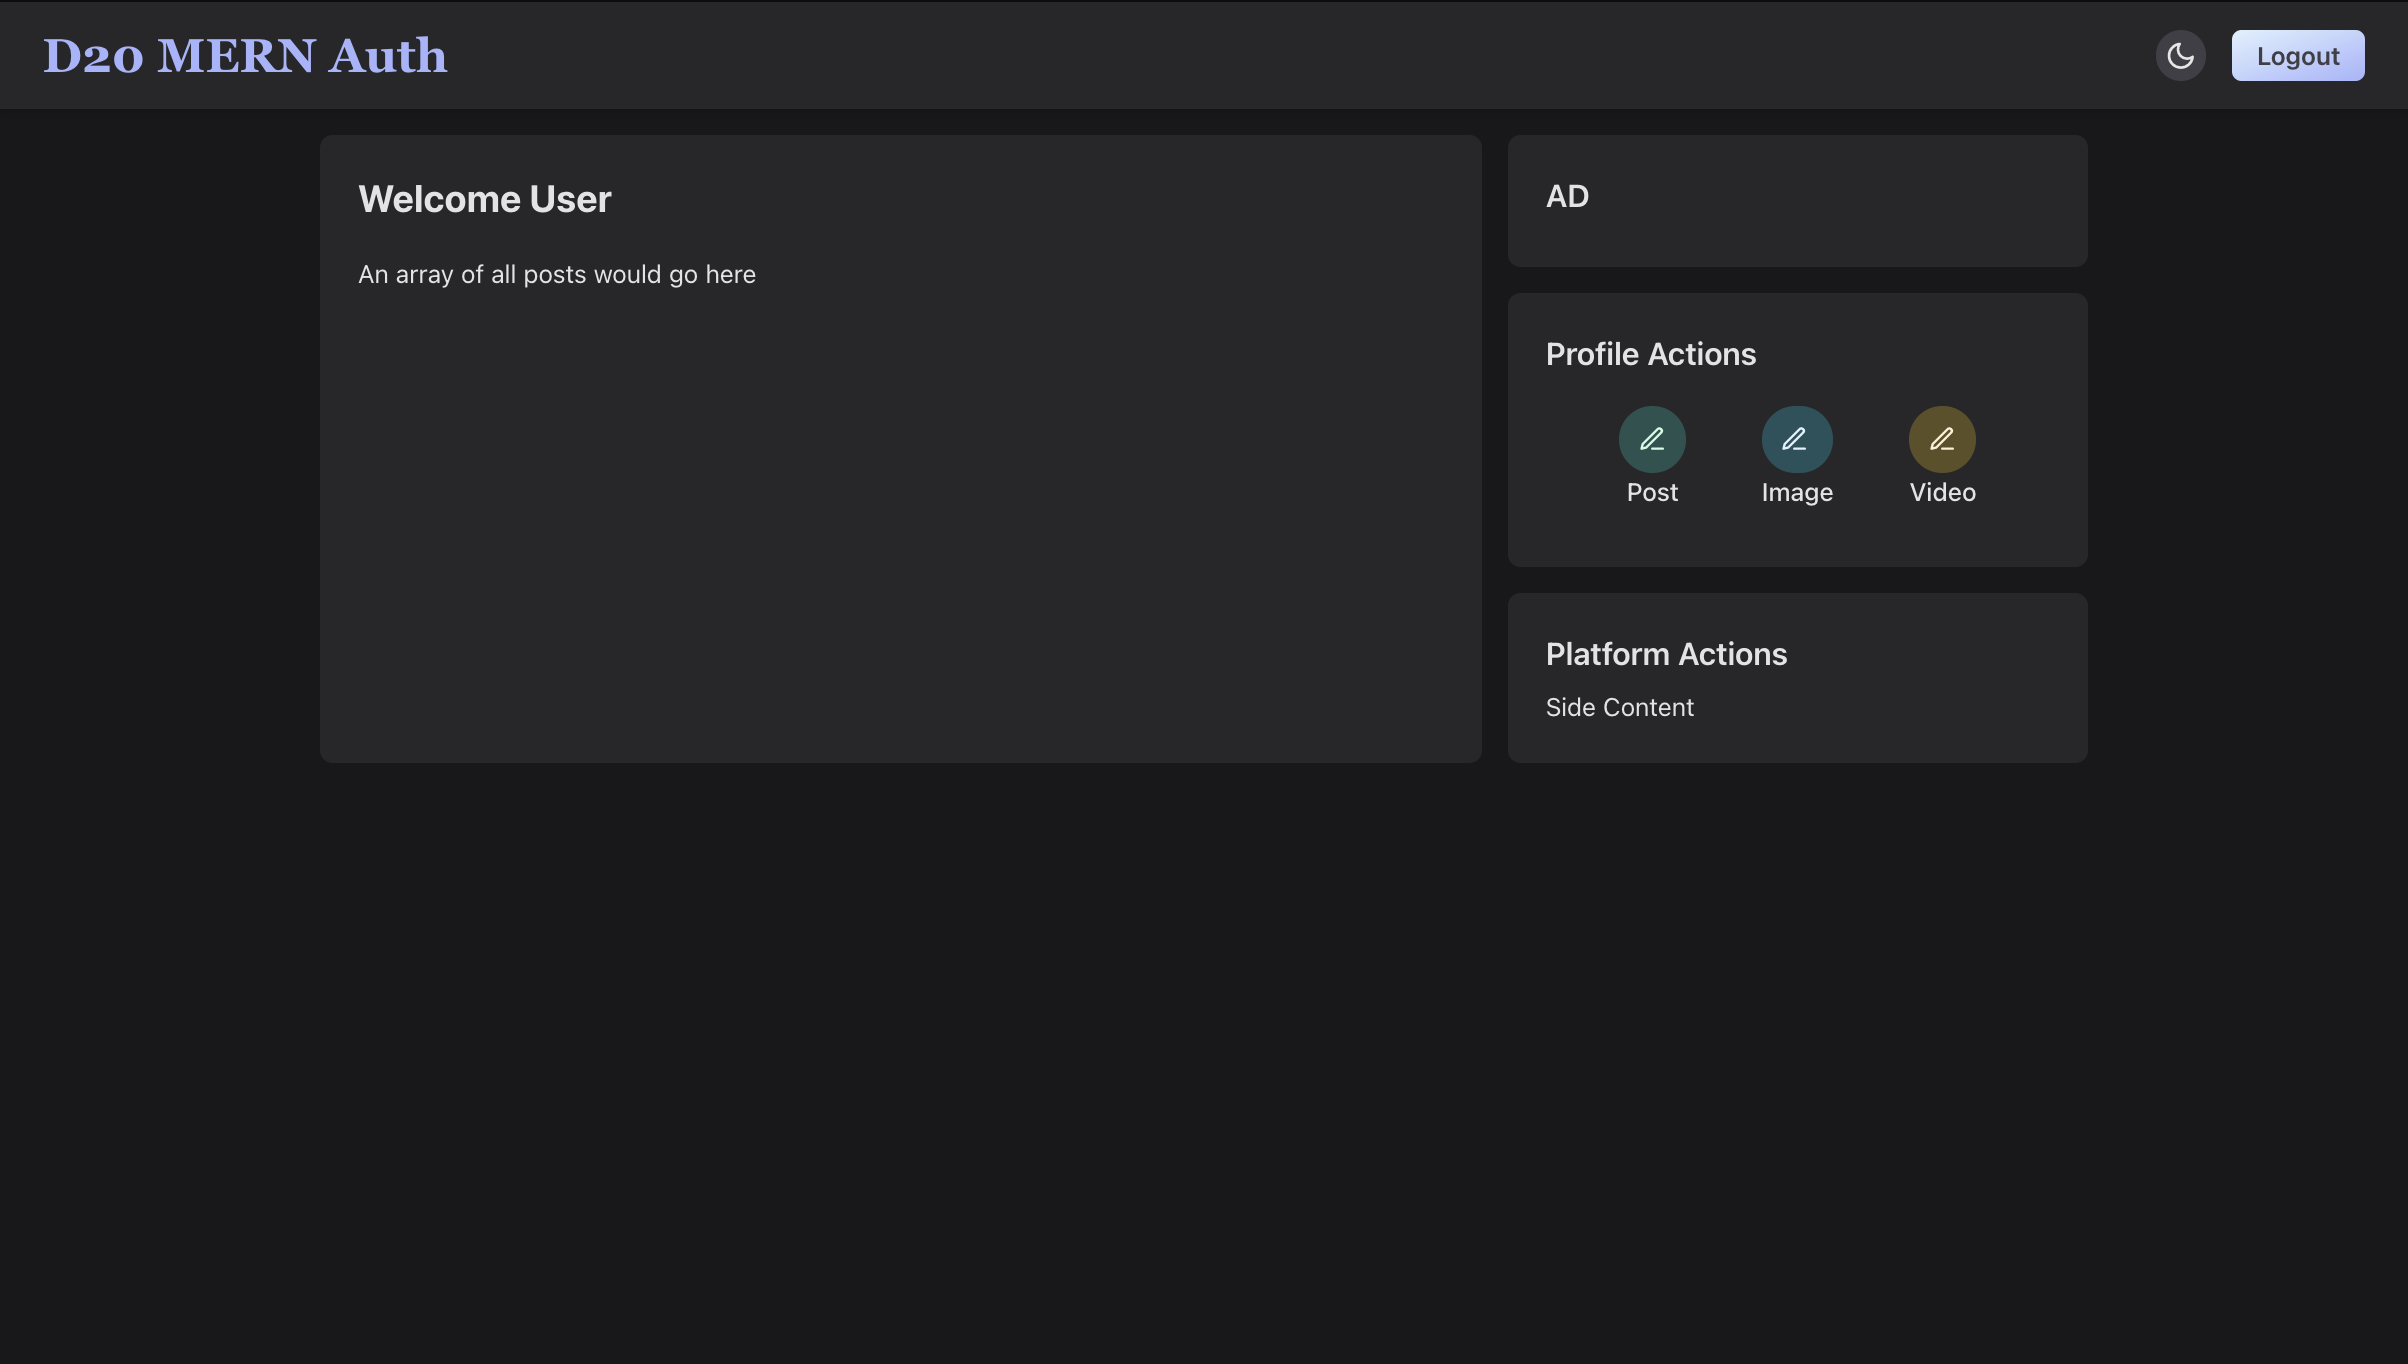 D20 MERN Auth
Logout
Welcome User
An array of all posts would go here
AD
Profile Actions
Post
Image
Video
Platform Actions
Side Content